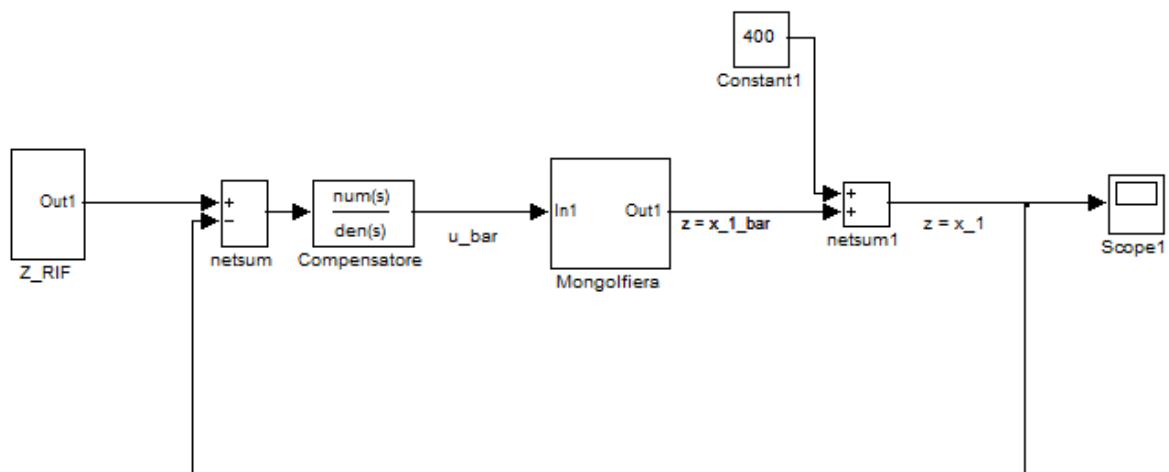 400
Constant1
Out1
Z_RIF
+
−
netsum
num(s)
den(s)
Compensatore
u_bar
In1
Out1
Mongolfiera
z = x_1_bar
+
+
netsum1
z = x_1
Scope1